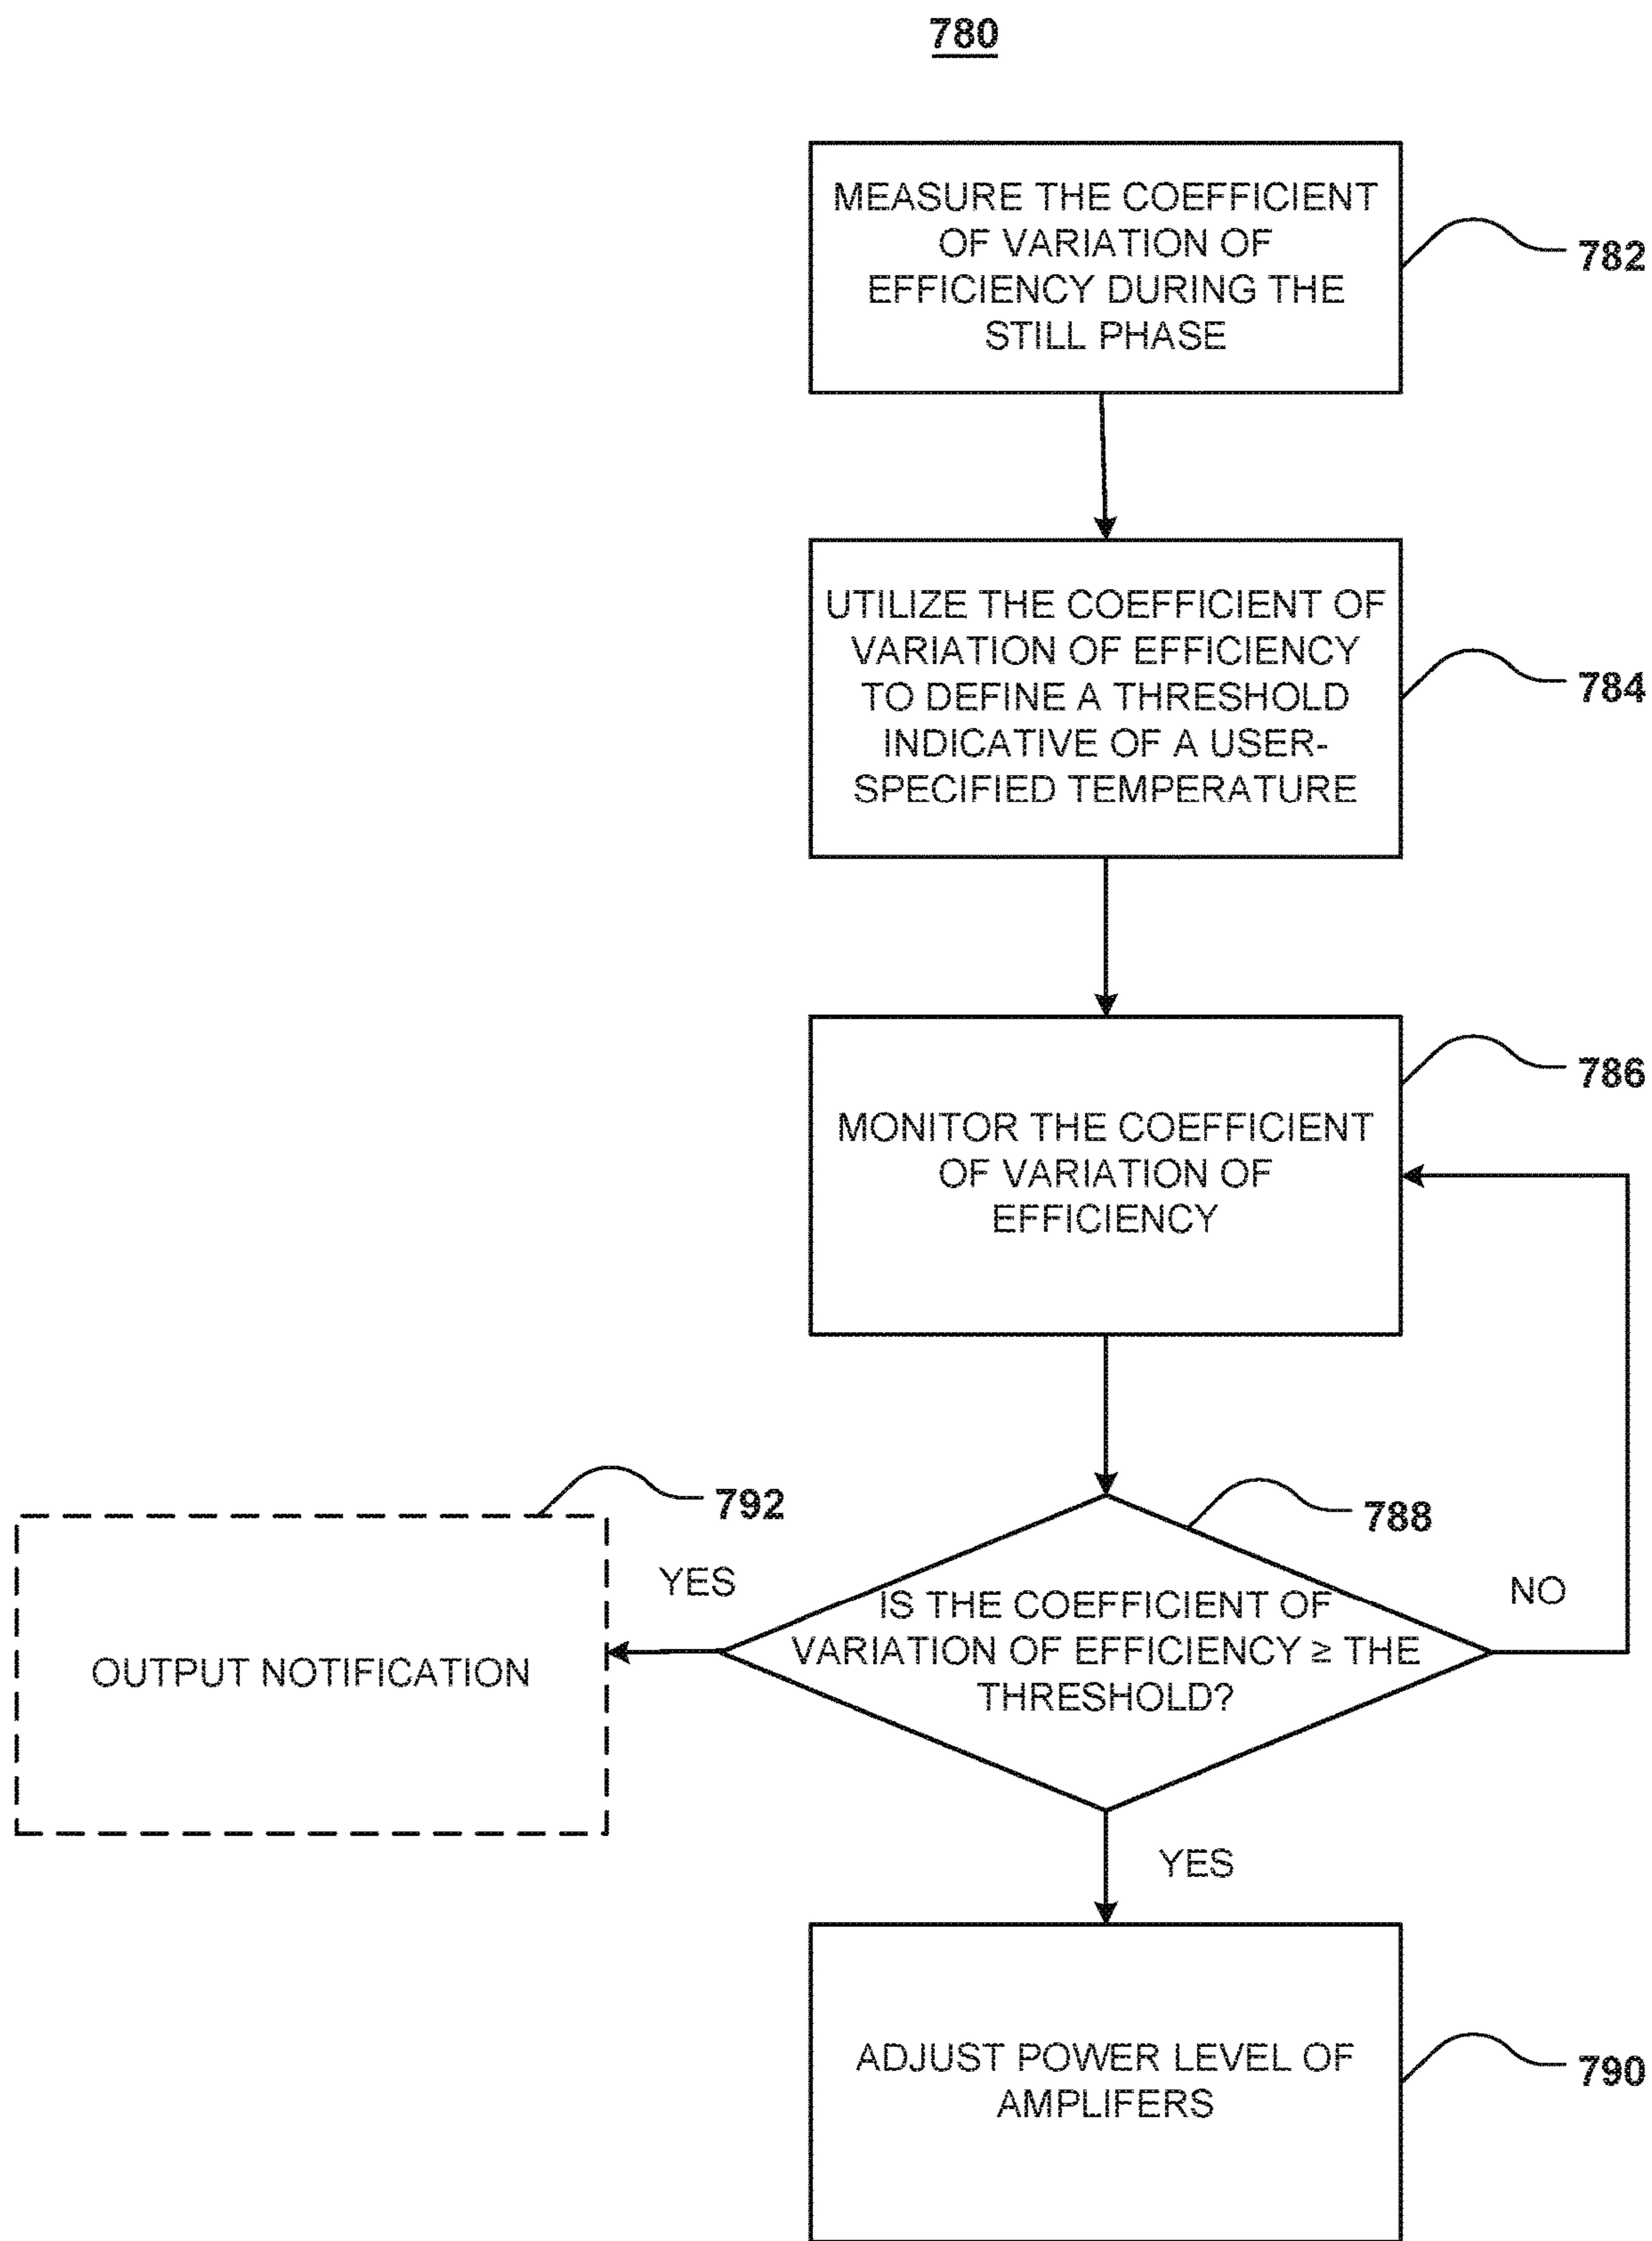 780
MEASURE THE COEFFICIENT
OF VARIATION OF
EFFICIENCY DURING THE
STILL PHASE
782
UTILIZE THE COEFFICIENT OF
VARIATION OF EFFICIENCY
TO DEFINE A THRESHOLD
INDICATIVE OF A USER-
SPECIFIED TEMPERATURE
784
MONITOR THE COEFFICIENT
OF VARIATION OF
EFFICIENCY
786
792
788
YES
NO
IS THE COEFFICIENT OF
VARIATION OF EFFICIENCY ≥ THE
THRESHOLD?
OUTPUT NOTIFICATION
YES
ADJUST POWER LEVEL OF
AMPLIFERS
790